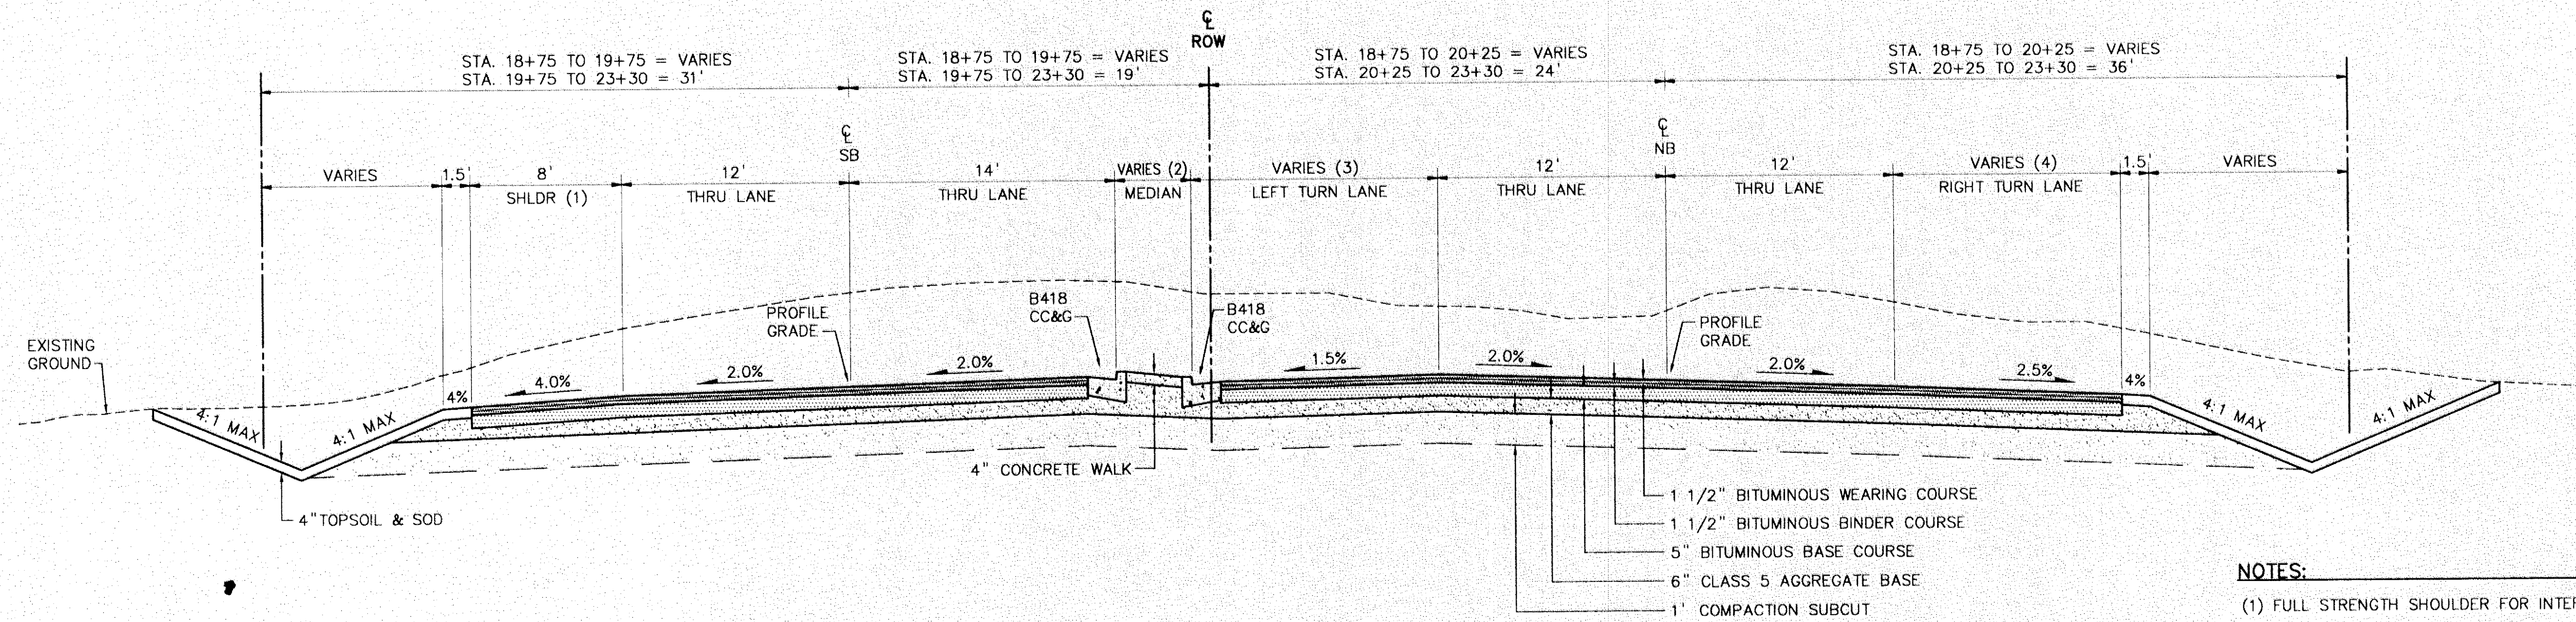 ℄
ROW
STA. 18+75 TO 19+75 = VARIES
STA. 19+75 TO 23+30 = 31'
STA. 18+75 TO 19+75 = VARIES
STA. 19+75 TO 23+30 = 19'
STA. 18+75 TO 20+25 = VARIES
STA. 20+25 TO 23+30 = 24'
STA. 18+75 TO 20+25 = VARIES
STA. 20+25 TO 23+30 = 36'
℄
SB
℄
NB
VARIES
1.5'
8'
SHLDR (1)
12'
THRU LANE
14'
THRU LANE
VARIES (2)
MEDIAN
VARIES (3)
LEFT TURN LANE
12'
THRU LANE
12'
THRU LANE
VARIES (4)
RIGHT TURN LANE
1.5'
VARIES
EXISTING
GROUND
PROFILE
GRADE
B418
CC&G
B418
CC&G
PROFILE
GRADE
4:1 MAX
4:1 MAX
4%
4.0%
2.0%
2.0%
1.5%
2.0%
2.0%
2.5%
4%
4:1 MAX
4:1 MAX
4" CONCRETE WALK
4" TOPSOIL & SOD
1 1/2" BITUMINOUS WEARING COURSE
1 1/2" BITUMINOUS BINDER COURSE
5" BITUMINOUS BASE COURSE
6" CLASS 5 AGGREGATE BASE
1' COMPACTION SUBCUT
NOTES:
(1) FULL STRENGTH SHOULDER FOR